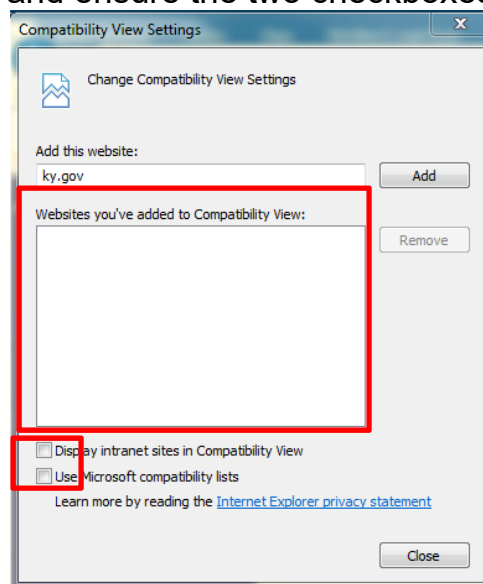 and ensure the two checkboxes
Compatibility View Settings
x
Change Compatibility View Settings
Add this website:
ky.gov
Add
Websites you've added to Compatibility View:
Remove
Display intranet sites in Compatibility View
Use Microsoft compatibility lists
Learn more by reading the Internet Explorer privacy statement
Close